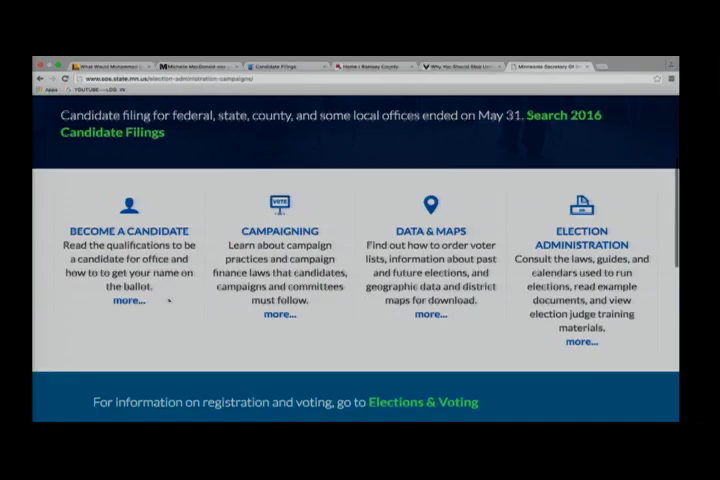 What Would Muhammad D
Michelle MacDonald
Candidate Filings
Home | Ramsey County
Why You Should Stop
Minnesota Secretary Of
www.sos.state.mn.us/election-administration-campaigns/
Apps YOUTUBE
Candidate filing for federal, state, county, and some local offices ended on May 31. Search 2016
Candidate Filings
VOTE
BECOME A CANDIDATE
Read the qualifications to be
a candidate for office and
how to to get your name on
the ballot.
more...
CAMPAIGNING
Learn about campaign
practices and campaign
finance laws that candidates,
campaigns and committees
must follow.
more...
DATA & MAPS
Find out how to order voter
lists, information about past
and future elections, and
geographic data and district
maps for download.
more...
ELECTION
ADMINISTRATION
Consult the laws, guides, and
calendars used to run
elections, read example
documents, and view
election judge training
materials.
more...
For information on registration and voting, go to Elections & Voting